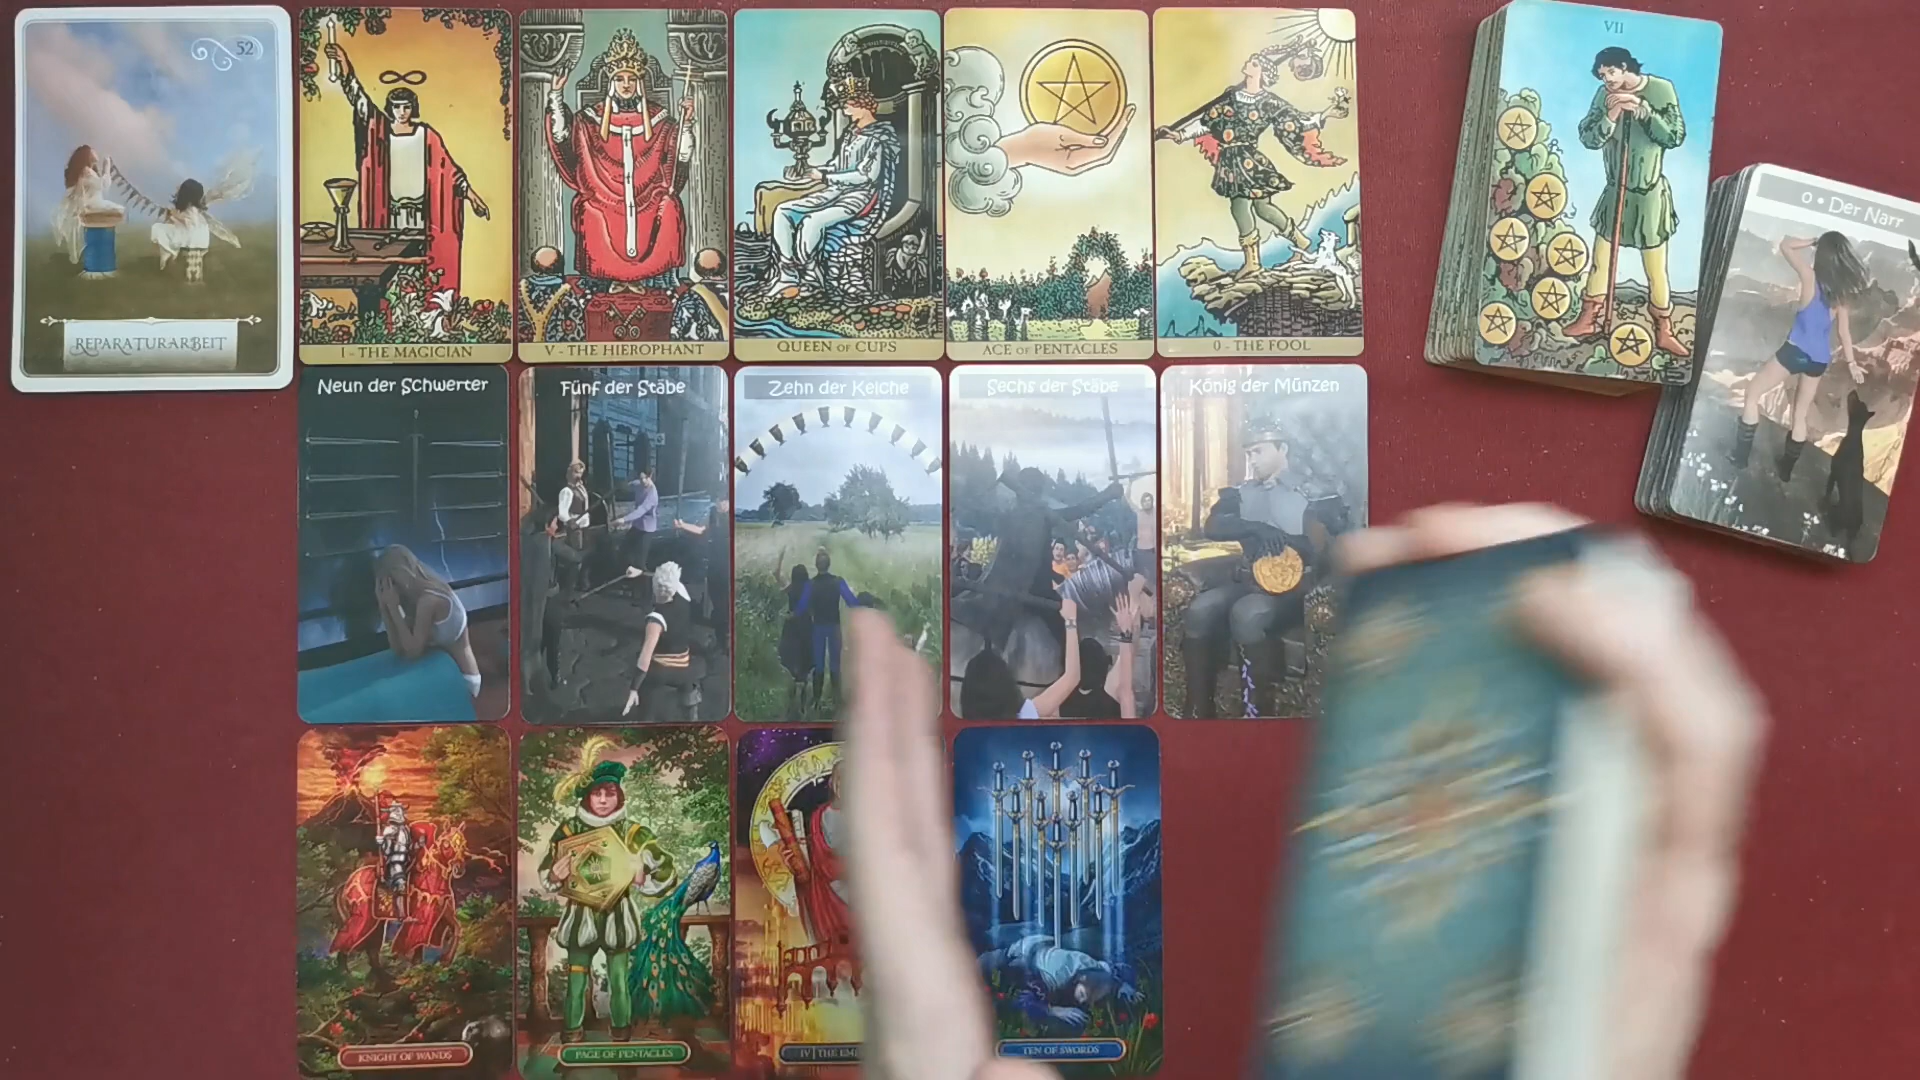 52
REPARATURARBEIT
I - THE MAGICIAN
V - THE HIEROPHANT
QUEEN OF CUPS
ACE OF PENTACLES
0 - THE FOOL
VII
0 • Der Narr
Neun der Schwerter
Fünf der Stäbe
Zehn der Kelche
Sechs der Stäbe
König der Münzen
KNIGHT OF WANDS
PAGE OF PENTACLES
IV | THE
TEN OF SWORDS